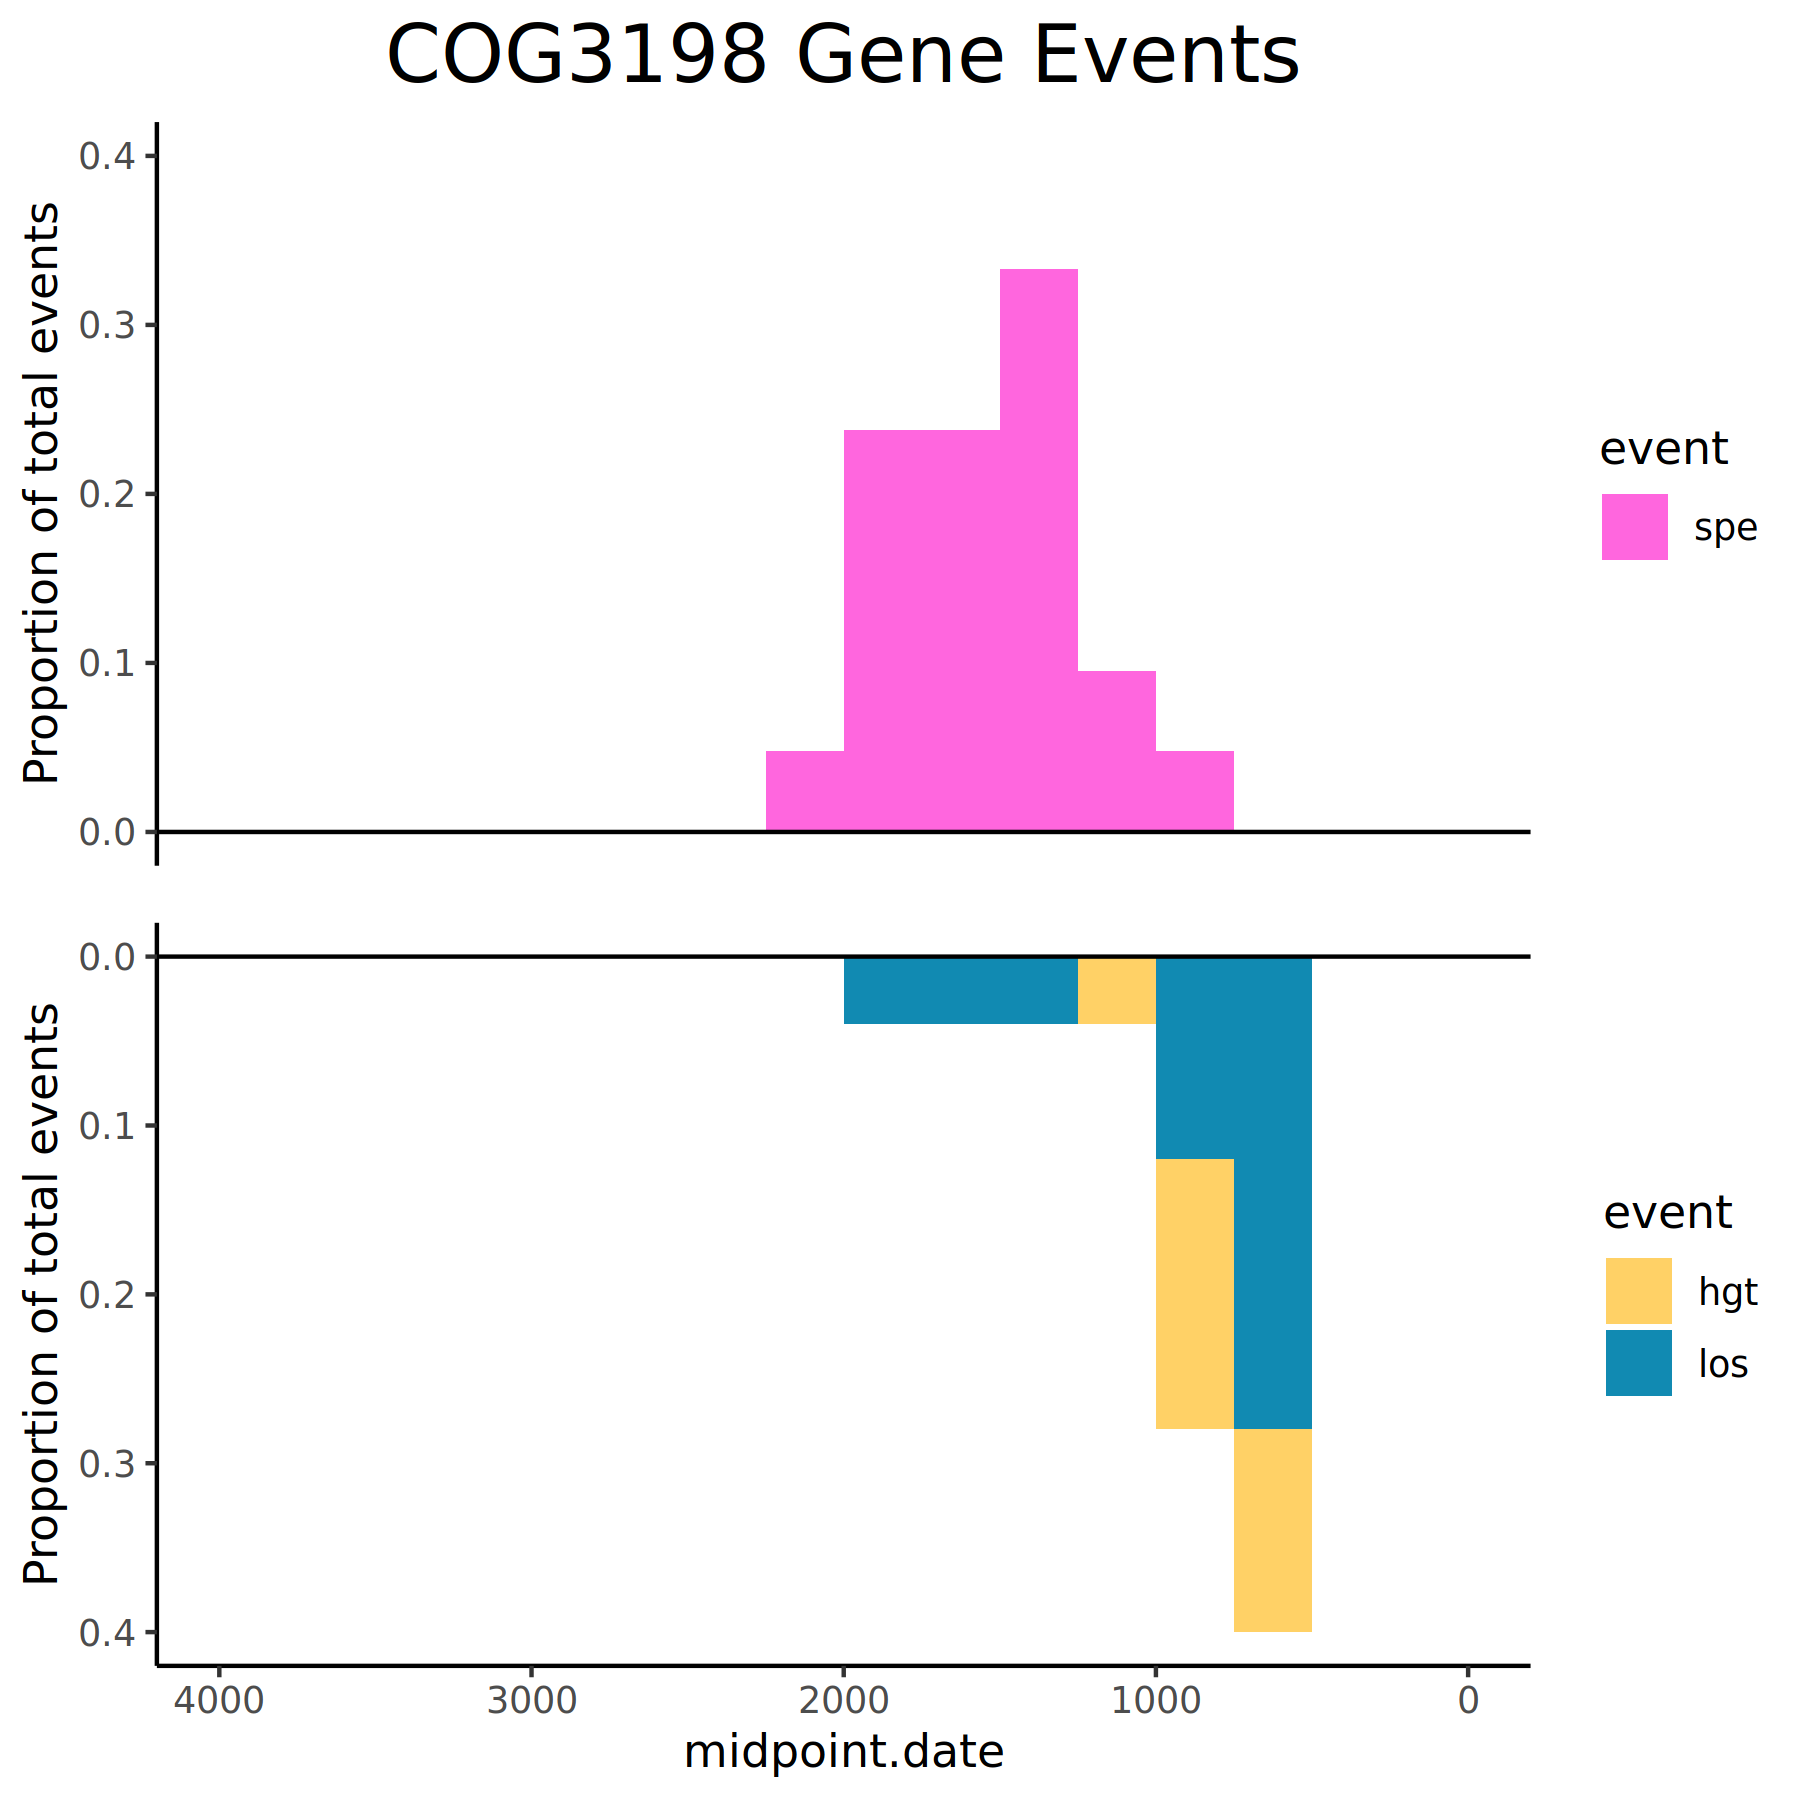 COG3198 Gene Events
0.4
0.3
0.2
0.1
0.0
Proportion of total events
event
spe
0.0
0.1
0.2
0.3
0.4
Proportion of total events
event
hgt
los
4000 3000 2000 1000 0
midpoint.date